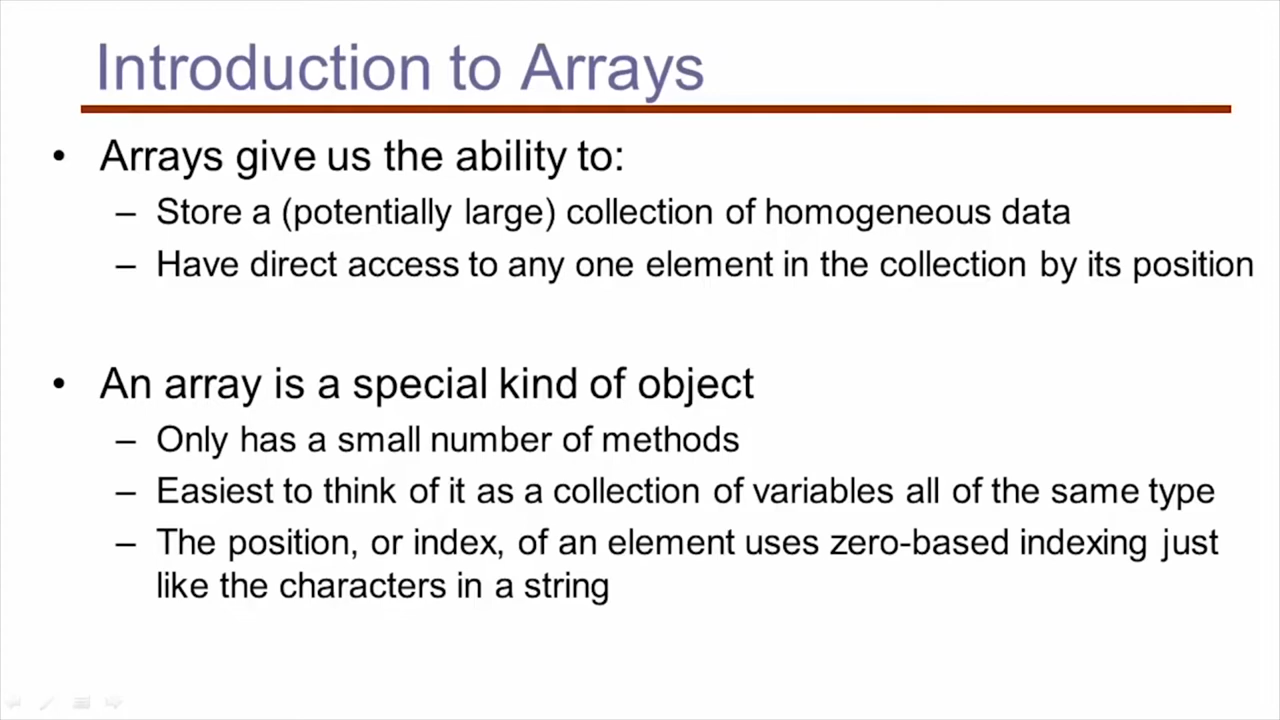 Introduction to Arrays
• Arrays give us the ability to:
– Store a (potentially large) collection of homogeneous data
– Have direct access to any one element in the collection by its position
• An array is a special kind of object
– Only has a small number of methods
– Easiest to think of it as a collection of variables all of the same type
– The position, or index, of an element uses zero-based indexing just
like the characters in a string